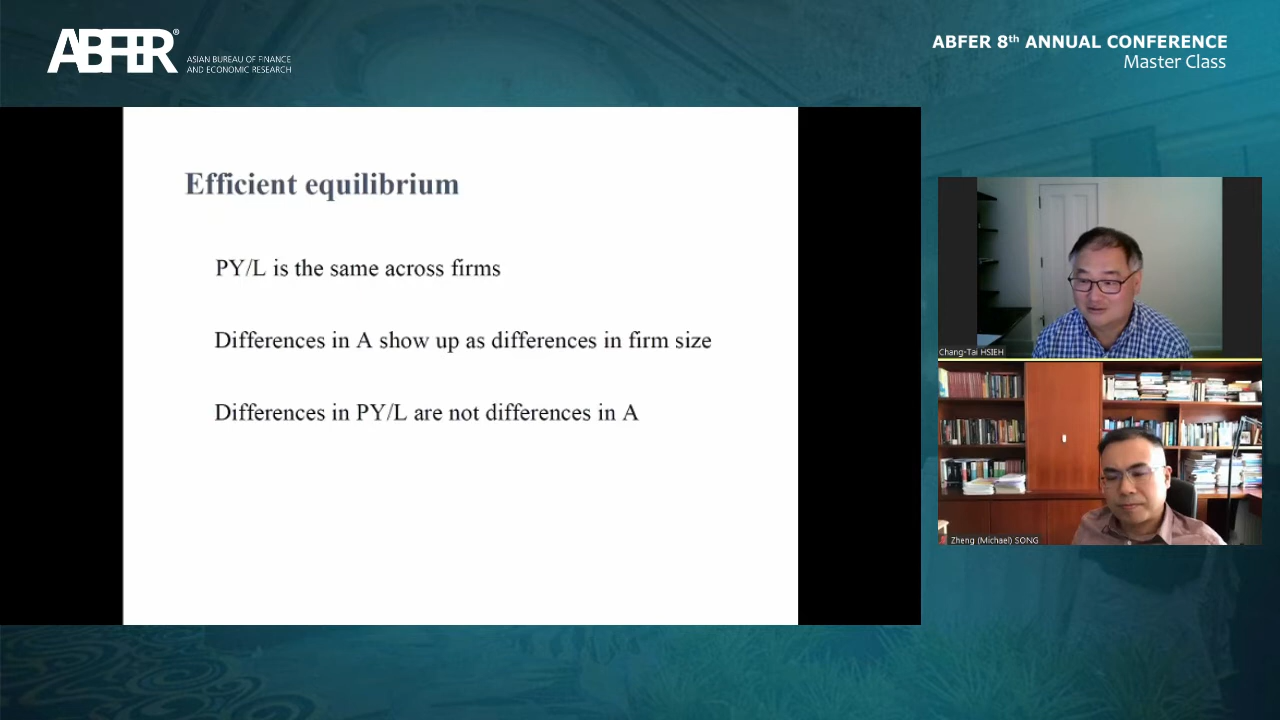 ABFER®
ASIAN BUREAU OF FINANCE
AND ECONOMIC RESEARCH
ABFER 8th ANNUAL CONFERENCE
Master Class
Efficient equilibrium
PY/L is the same across firms
Differences in A show up as differences in firm size
Differences in PY/L are not differences in A
Chang-Tai HSIEH
Zheng (Michael) SONG